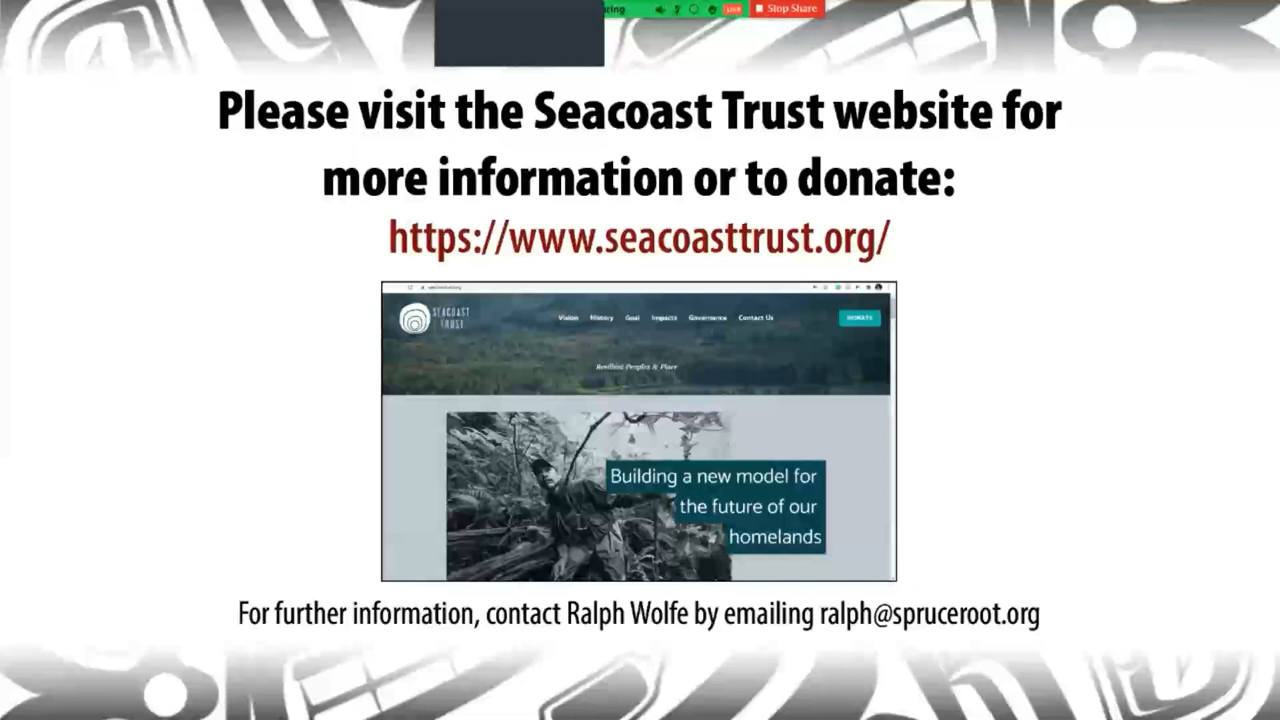 LIVE Stop Share
Please visit the Seacoast Trust website for
more information or to donate:
https://www.seacoasttrust.org/
SEACOAST
TRUST
Vision History Goal Impacts Governance Contact Us
DONATE
Resilient Peoples & Place
Building a new model for
the future of our
homelands
For further information, contact Ralph Wolfe by emailing ralph@spruceroot.org